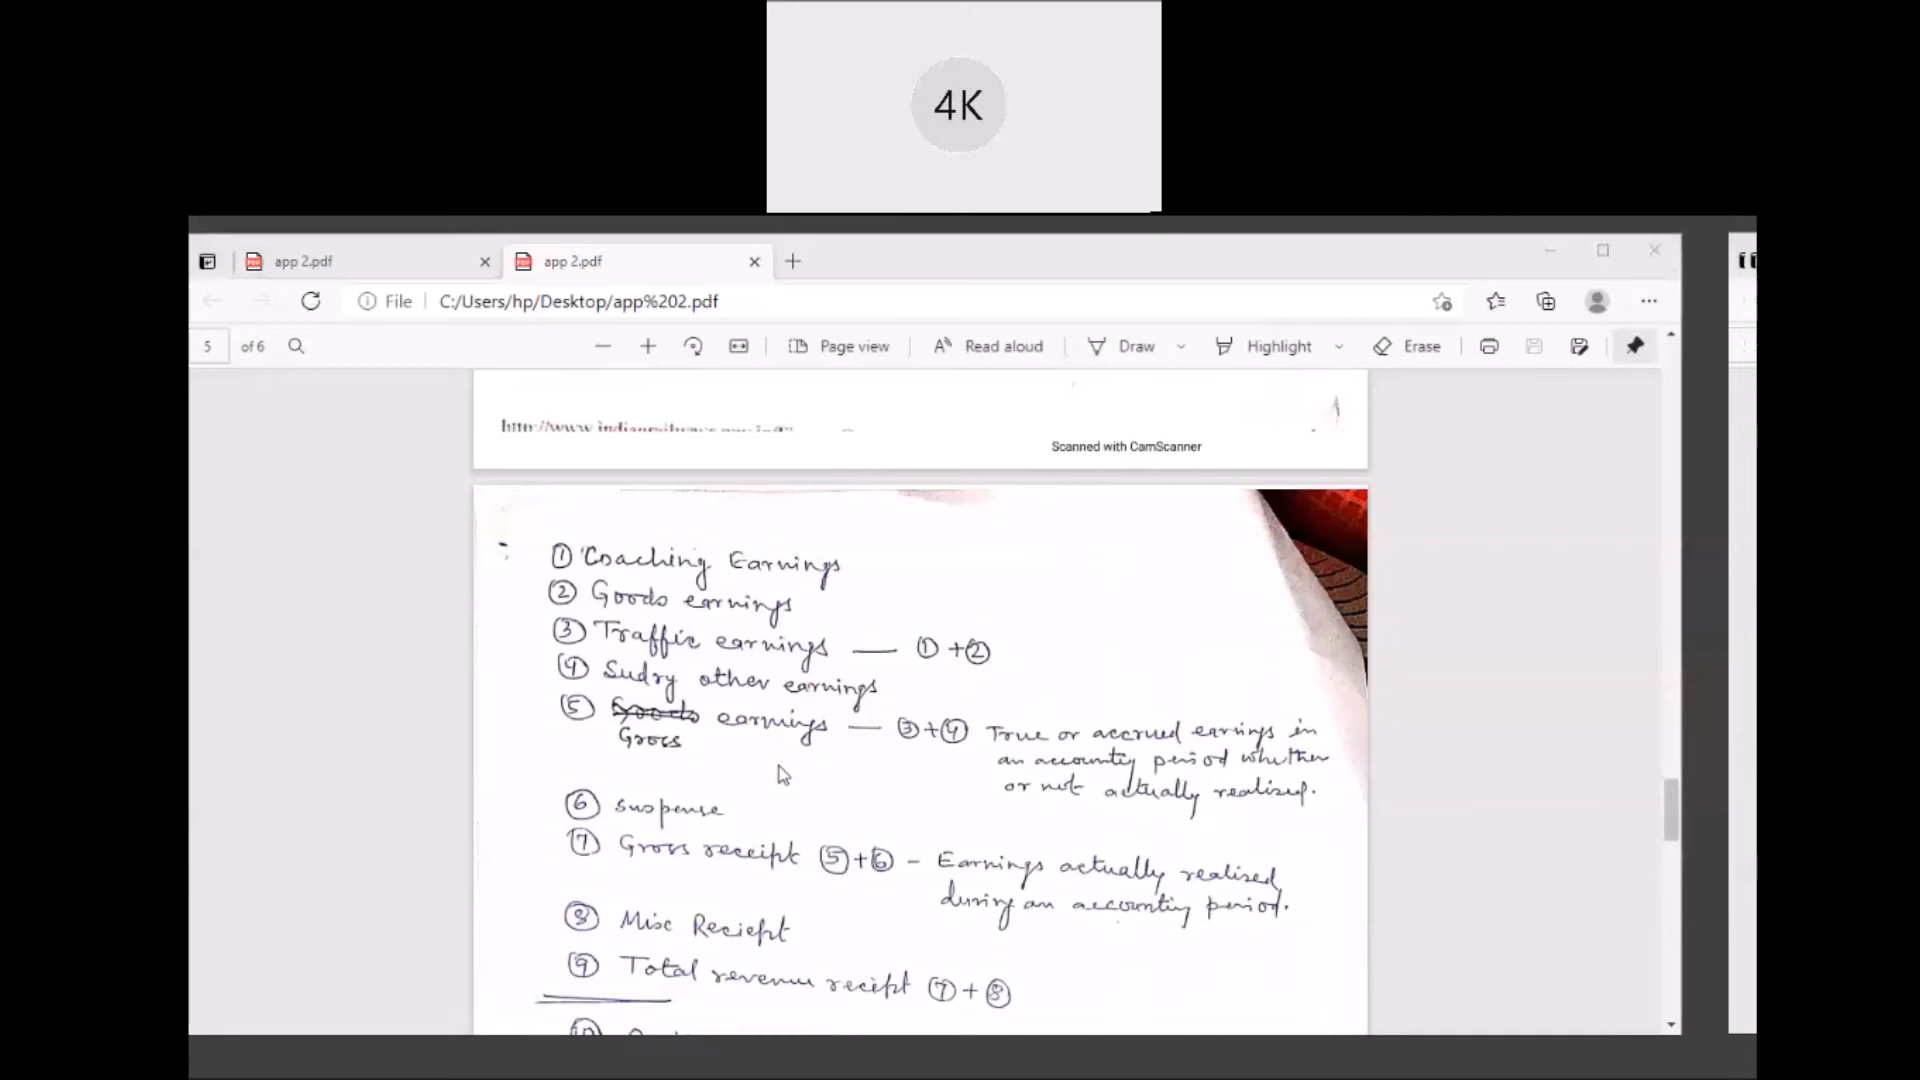 4K
app 2.pdf
app 2.pdf
File C:/Users/hp/Desktop/app%202.pdf
5 of 6 Page view Read aloud Draw Highlight Erase
http://www.
Scanned with CamScanner
① Coaching Earnings
② Goods earnings
③ Traffic earnings — ① + ②
④ Sudry other earnings
⑤ Goods earnings — ③ + ④ True or accrued earnings in
Gross
an accounting period whether
or not actually realised.
⑥ Suspense
⑦ Gross receipt ⑤ + ⑥ - Earnings actually realised
during an accounting period.
⑧ Misc Reciept
⑨ Total revenue receipt ⑦ + ⑧
⑩